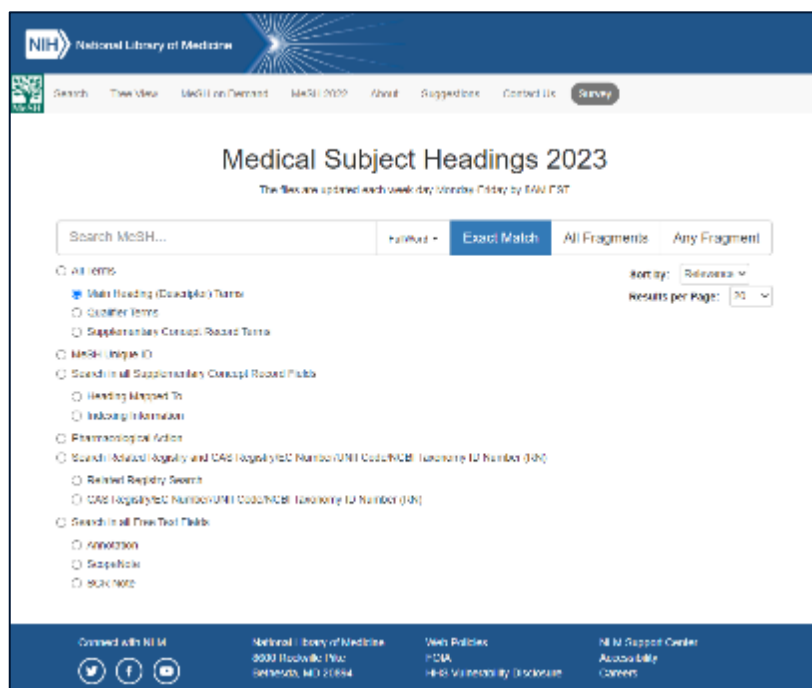 NIH National Library of Medicine
MeSH
Search Tree View MeSH on Demand MeSH 2022 About Suggestions Contact Us Survey
Medical Subject Headings 2023
The files are updated each week day Monday-Friday by 8AM EST
Search MeSH... FullWord Exact Match All Fragments Any Fragment
All Terms
Sort by: Relevance
Main Heading (Descriptor) Terms
Results per Page: 20
Qualifier Terms
Supplementary Concept Record Terms
MeSH Unique ID
Search in all Supplementary Concept Record Fields
Heading Mapped To
Indexing Information
Pharmacological Action
Search Related Registry and CAS Registry/EC Number/UNII Code/NCBI Taxonomy ID Number (RN)
Related Registry Search
CAS Registry/EC Number/UNII Code/NCBI Taxonomy ID Number (RN)
Search in all Free Text Fields
Annotation
ScopeNote
SCR Note
Connect with NLM National Library of Medicine Web Policies NLM Support Center
8600 Rockville Pike FOIA Accessibility
Bethesda, MD 20894 HHS Vulnerability Disclosure Careers